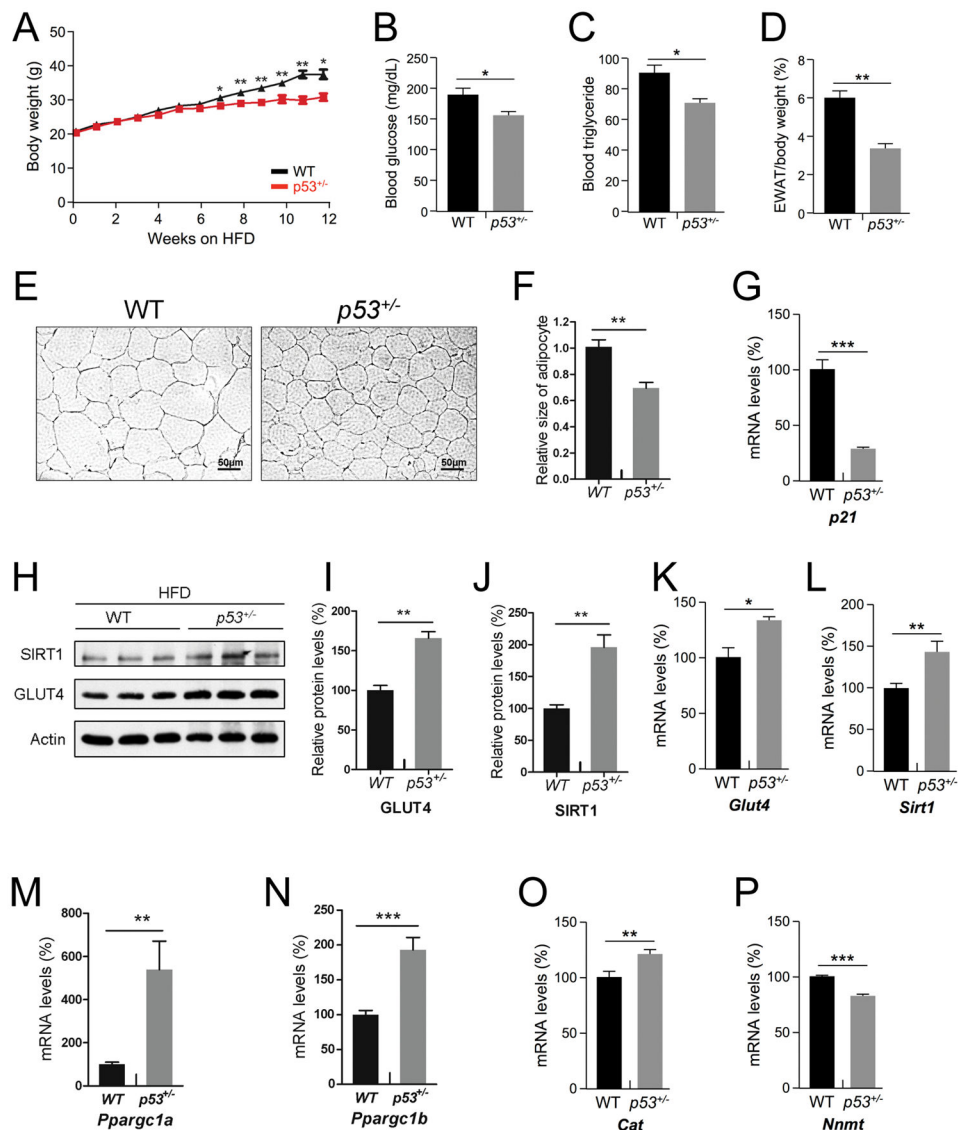 A
Body weight (g)
60
40
30
20
10
0
* ** ** ** ** *
WT
p53+/-
0 2 4 6 8 10 12
Weeks on HFD
B
Blood glucose (mg/dL)
250
200
150
100
50
0
*
WT p53+/-
C
Blood triglyceride
120
100
80
60
40
20
0
*
WT p53+/-
D
EWAT/body weight (%)
8
6
4
2
0
**
WT p53+/-
E
WT p53+/-
50µm 50µm
F
Relative size of adipocyte
1.2
1.0
0.8
0.6
0.4
0.2
0.0
**
WT p53+/-
G
mRNA levels (%)
150
100
50
0
***
WT p53+/-
p21
H
HFD
WT p53+/-
SIRT1
GLUT4
Actin
I
Relative protein levels (%)
200
150
100
50
0
**
WT p53+/-
GLUT4
J
Relative protein levels (%)
250
200
150
100
50
0
**
WT p53+/-
SIRT1
K
mRNA levels (%)
150
100
50
0
*
WT p53+/-
Glut4
L
mRNA levels (%)
200
150
100
50
0
**
WT p53+/-
Sirt1
M
mRNA levels (%)
800
600
400
200
0
**
WT p53+/-
Ppargc1a
N
mRNA levels (%)
250
200
150
100
50
0
***
WT p53+/-
Ppargc1b
O
mRNA levels (%)
150
100
50
0
**
WT p53+/-
Cat
P
mRNA levels (%)
150
100
50
0
***
WT p53+/-
Nnmt